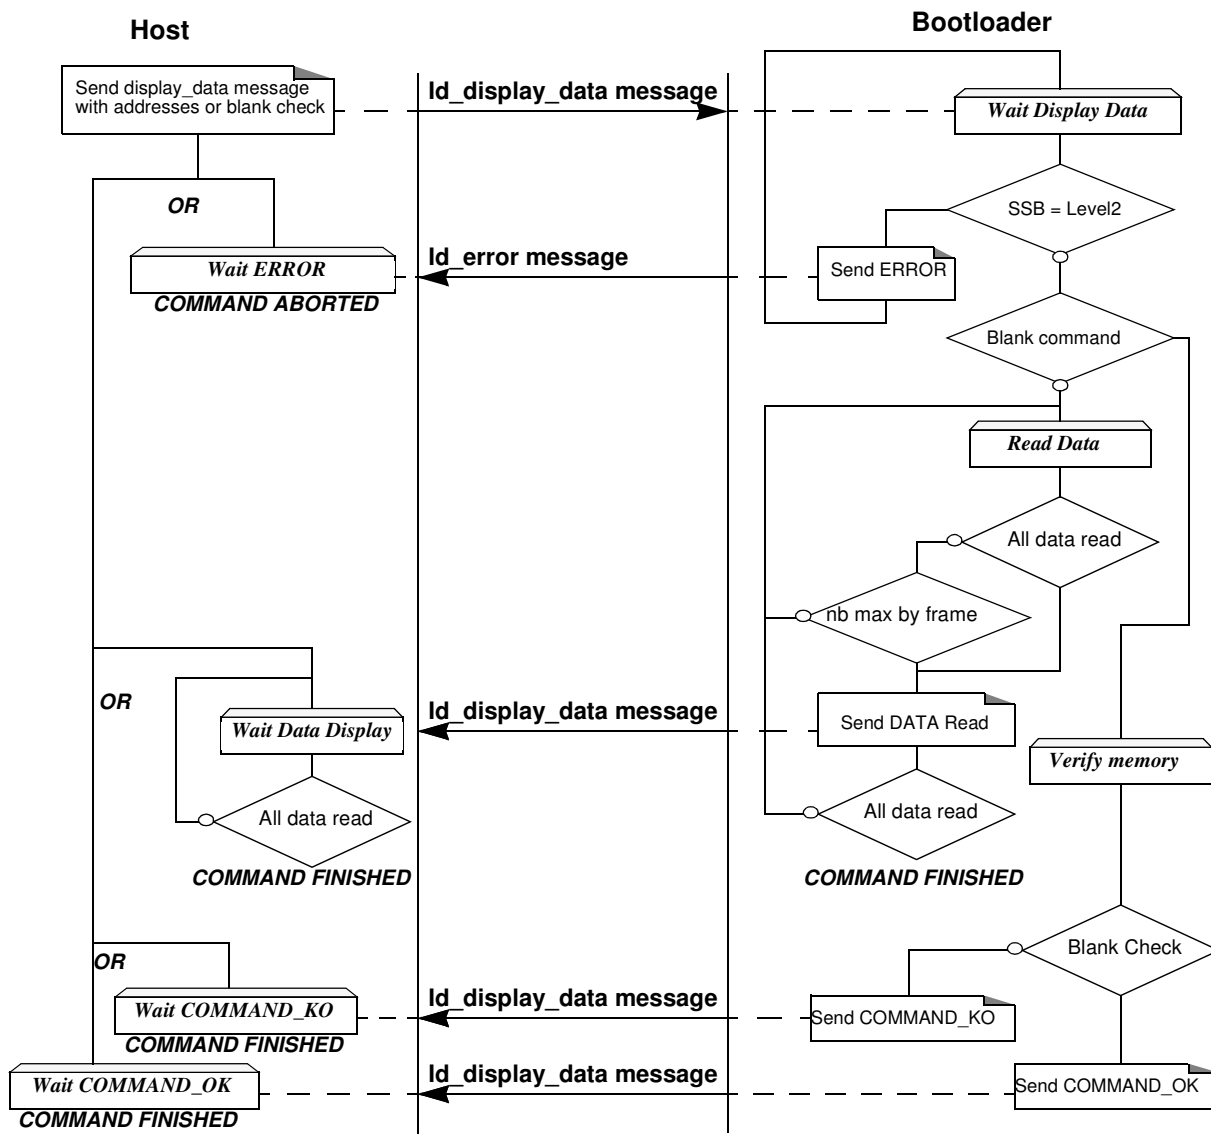 Host
Bootloader
Send display_data message
with addresses or blank check
Id_display_data message
Wait Display Data
OR
SSB = Level2
Wait ERROR
Id_error message
Send ERROR
COMMAND ABORTED
Blank command
Read Data
All data read
nb max by frame
OR
Wait Data Display
Id_display_data message
Send DATA Read
Verify memory
All data read
All data read
COMMAND FINISHED
COMMAND FINISHED
Blank Check
OR
Wait COMMAND_KO
Id_display_data message
Send COMMAND_KO
COMMAND FINISHED
Wait COMMAND_OK
Id_display_data message
Send COMMAND_OK
COMMAND FINISHED